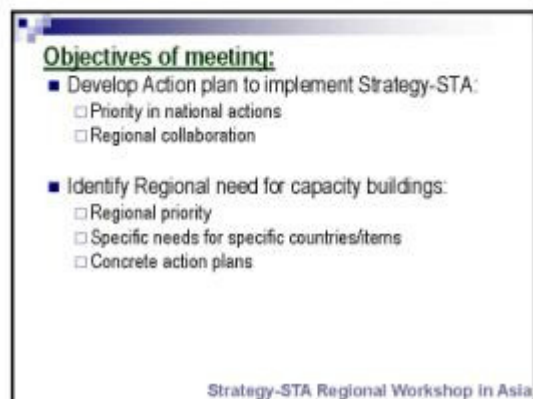 Objectives of meeting:
Develop Action plan to implement Strategy-STA:
Priority in national actions
Regional collaboration
Identify Regional need for capacity buildings:
Regional priority
Specific needs for specific countries/items
Concrete action plans
Strategy-STA Regional Workshop in Asia